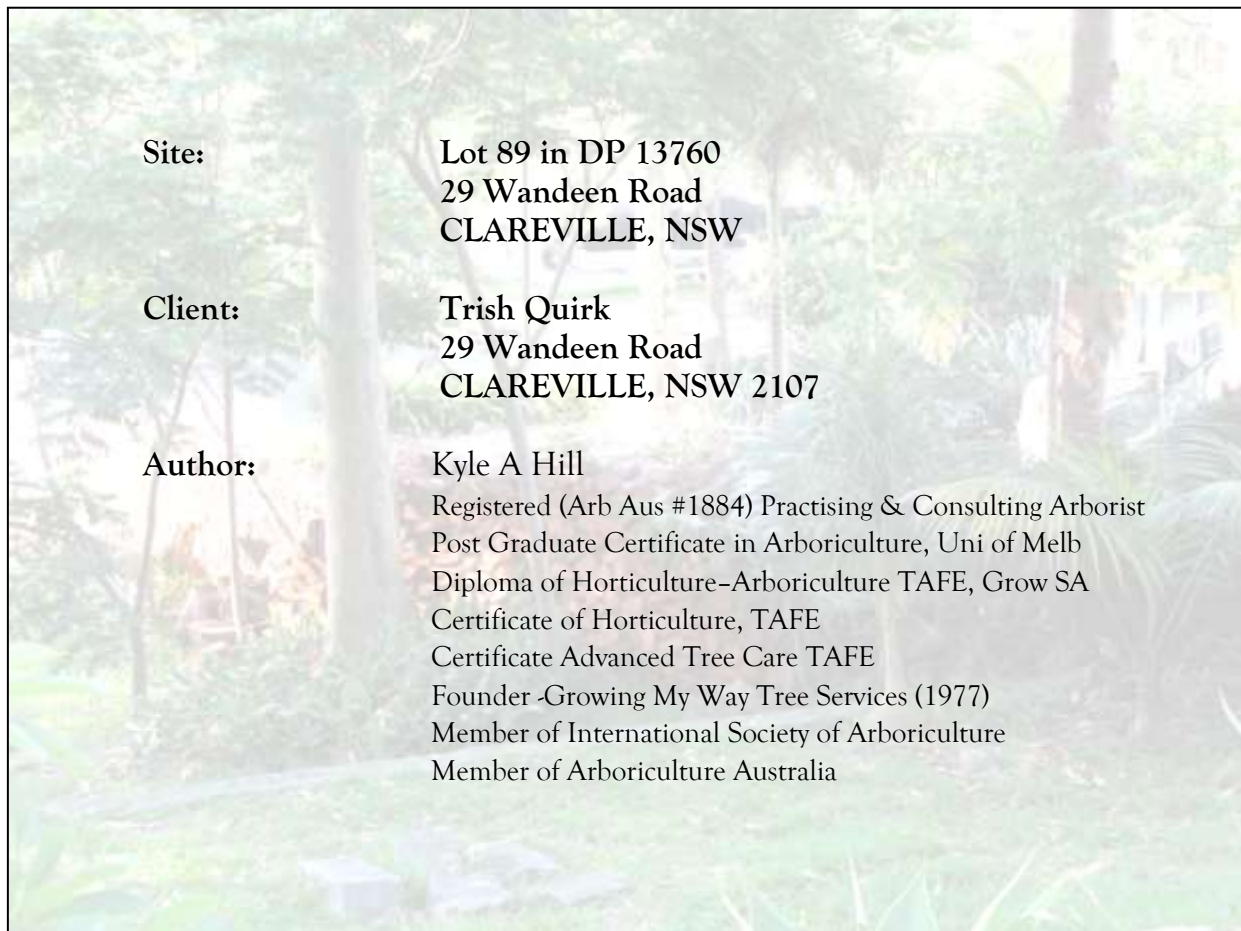 Site: Lot 89 in DP 13760
29 Wandeen Road
CLAREVILLE, NSW
Client: Trish Quirk
29 Wandeen Road
CLAREVILLE, NSW 2107
Author: Kyle A Hill
Registered (Arb Aus #1884) Practising & Consulting Arborist
Post Graduate Certificate in Arboriculture, Uni of Melb
Diploma of Horticulture–Arboriculture TAFE, Grow SA
Certificate of Horticulture, TAFE
Certificate Advanced Tree Care TAFE
Founder -Growing My Way Tree Services (1977)
Member of International Society of Arboriculture
Member of Arboriculture Australia